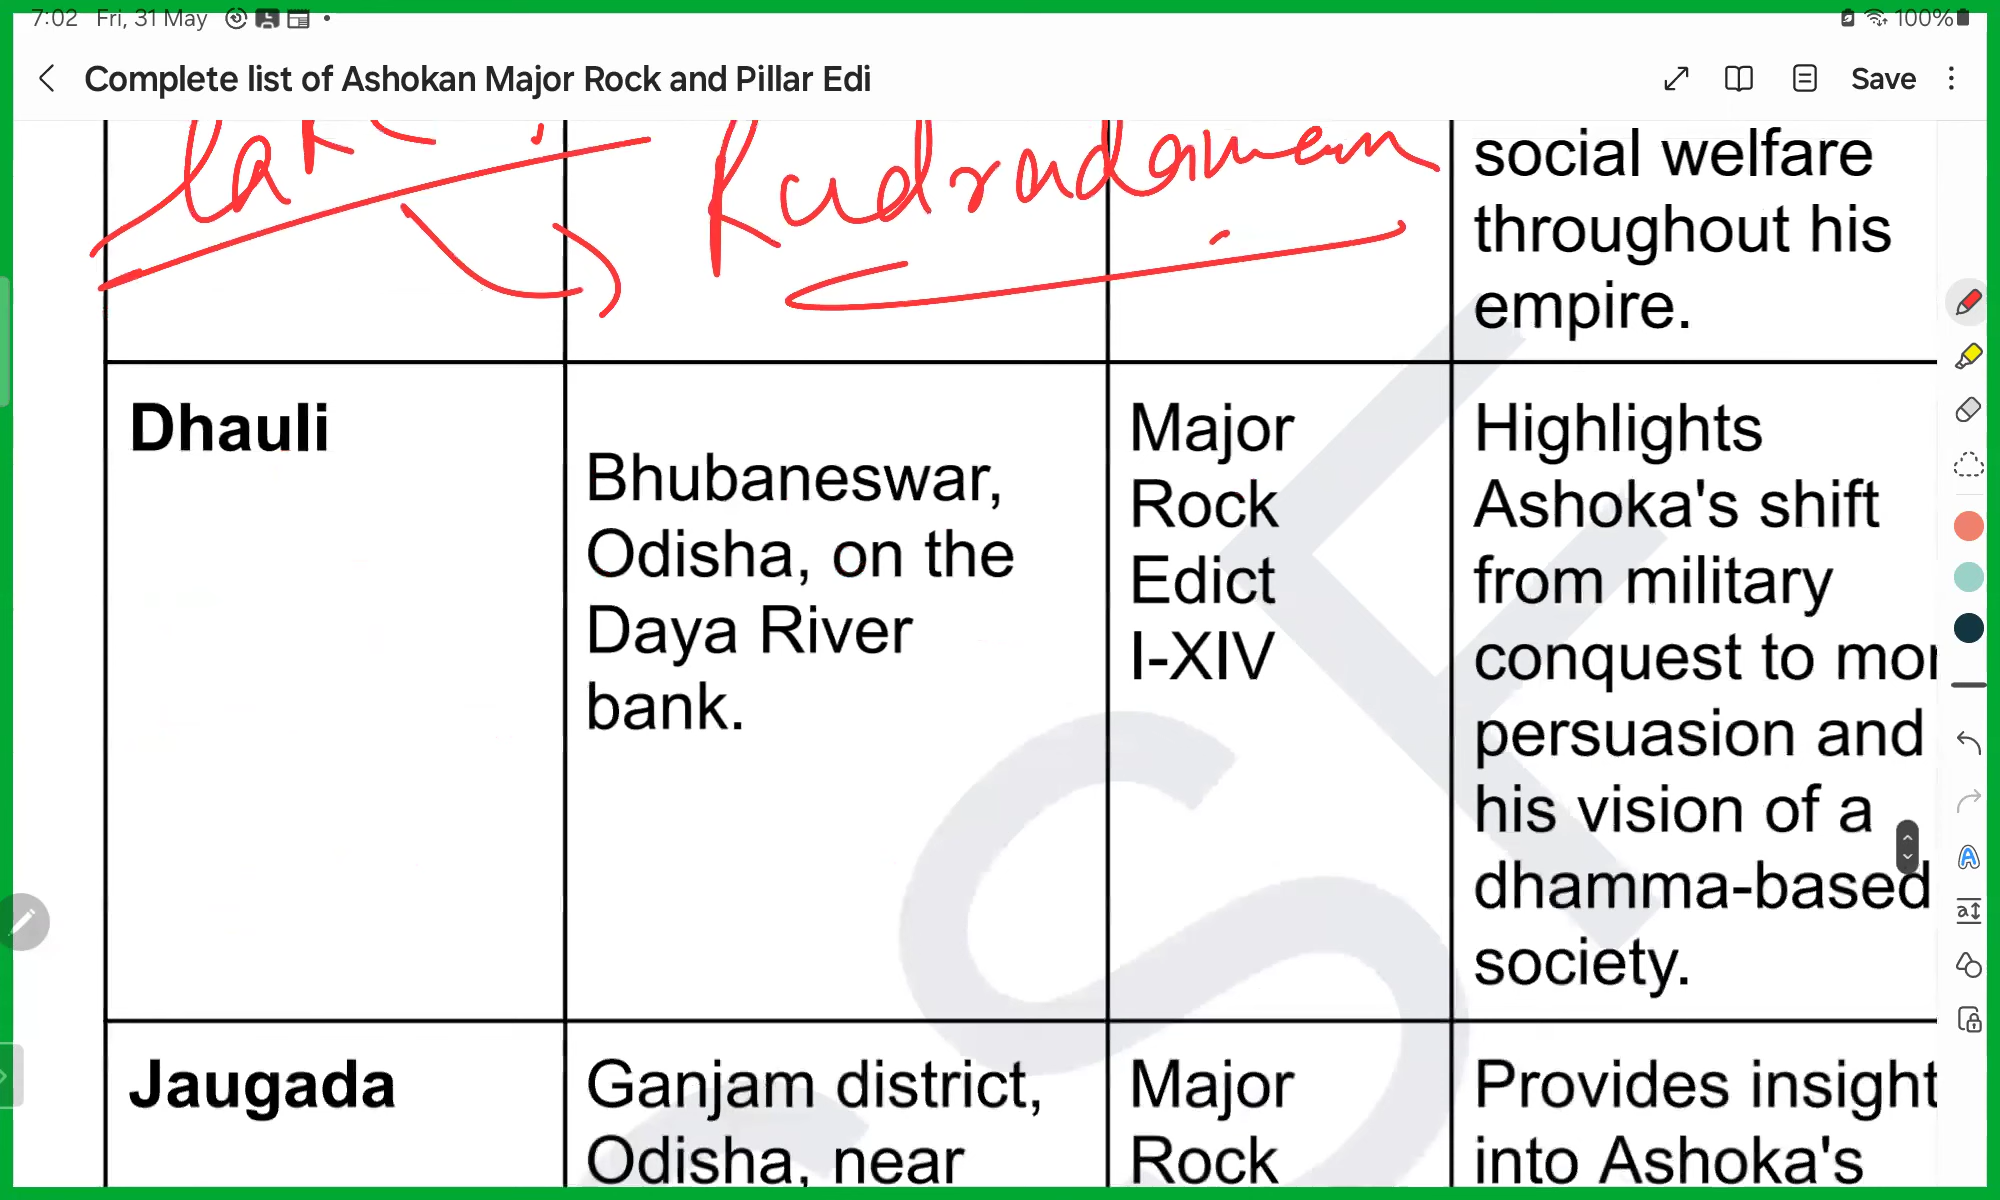 7:02 Fri, 31 May
100%
Complete list of Ashokan Major Rock and Pillar Edi
Save
Rudradaman
social welfare
throughout his
empire.
Dhauli
Bhubaneswar,
Odisha, on the
Daya River
bank.
Major
Rock
Edict
I-XIV
Highlights
Ashoka's shift
from military
conquest to mor
persuasion and
his vision of a
dhamma-based
society.
Jaugada
Ganjam district,
Odisha, near
Major
Rock
Provides insight
into Ashoka's